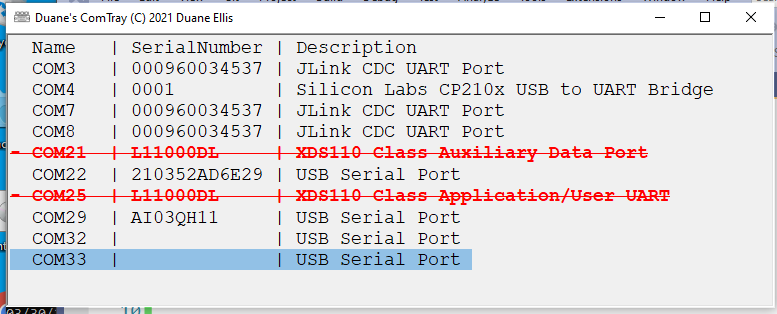 Duane's ComTray (C) 2021 Duane Ellis
Name | SerialNumber | Description
COM3 | 000960034537 | JLink CDC UART Port
COM4 | 0001 | Silicon Labs CP210x USB to UART Bridge
COM7 | 000960034537 | JLink CDC UART Port
COM8 | 000960034537 | JLink CDC UART Port
- COM21 | L11000DL | XDS110 Class Auxiliary Data Port
COM22 | 210352AD6E29 | USB Serial Port
- COM25 | L11000DL | XDS110 Class Application/User UART
COM29 | AI03QH11 | USB Serial Port
COM32 | | USB Serial Port
COM33 | | USB Serial Port
10